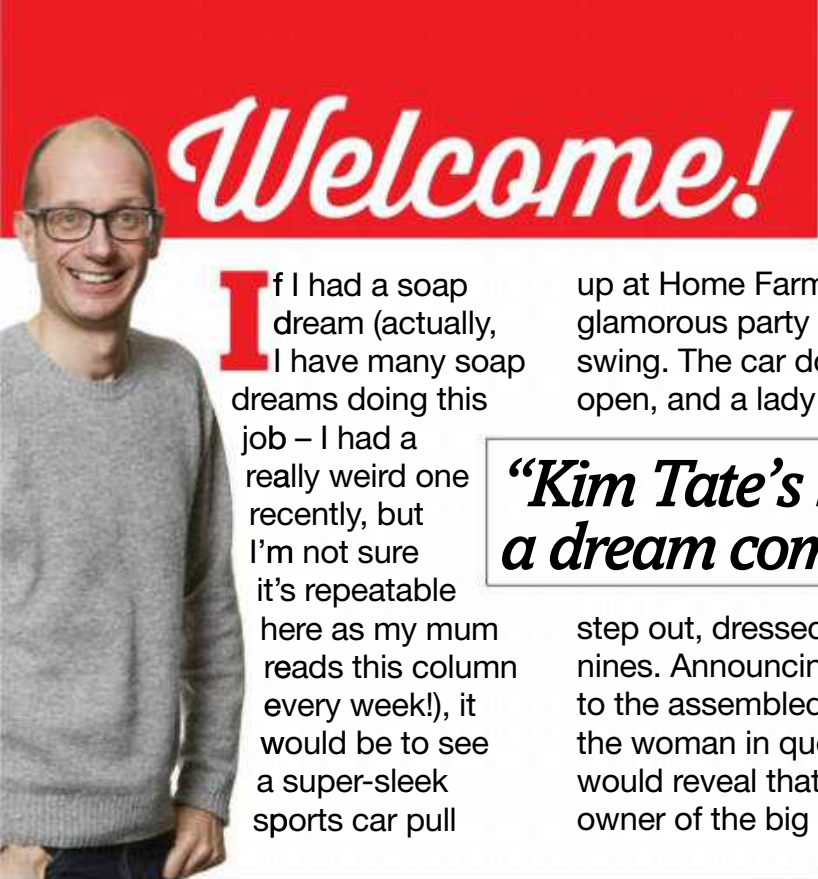 Welcome!
If I had a soap
dream (actually,
I have many soap
dreams doing this
job – I had a
really weird one
recently, but
I'm not sure
it's repeatable
here as my mum
reads this column
every week!), it
would be to see
a super-sleek
sports car pull
up at Home Farm
glamorous party
swing. The car
open, and a lady
“Kim Tate’s
a dream
step out, dressed
nines. Announcin
to the assembled
the woman in
would reveal that
owner of the big